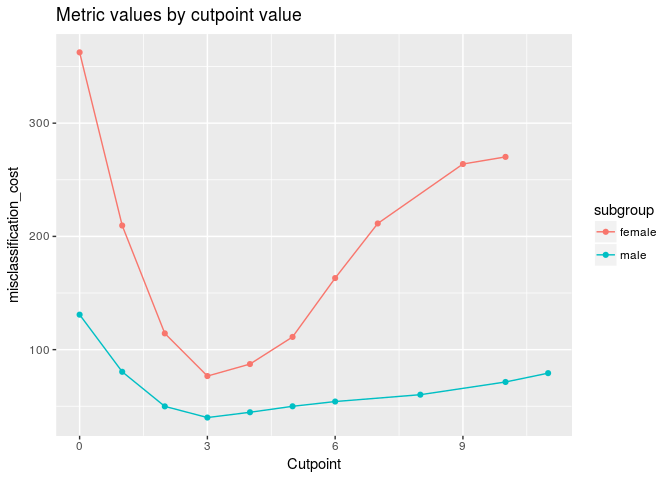 Metric values by cutpoint value
misclassification_cost
300
200
100
0 3 6 9
Cutpoint
subgroup
female
male